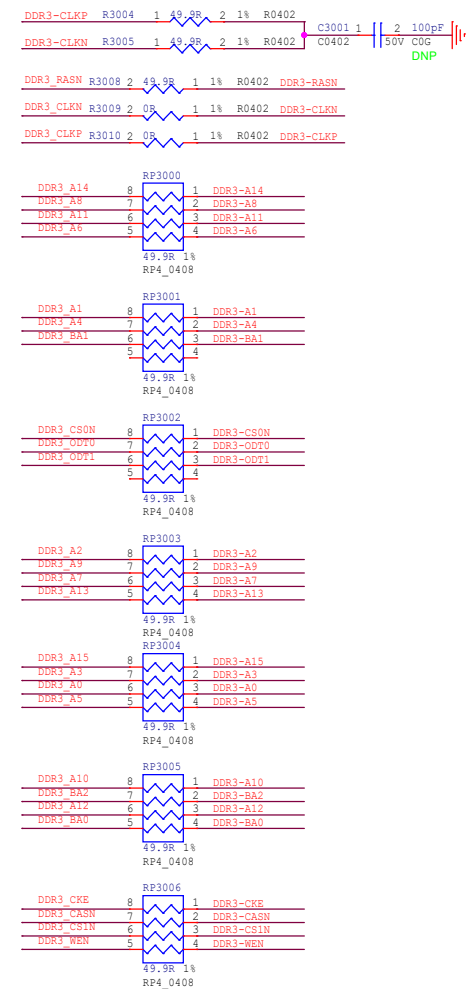 DDR3-CLKP R3004 1 49.9R 2 1% R0402
DDR3-CLKN R3005 1 49.9R 2 1% R0402
C3001 1 2 100pF
C0402 50V C0G
DNP
DDR3_RASN R3008 2 49.9R 1 1% R0402 DDR3-RASN
DDR3_CLKN R3009 2 0R 1 1% R0402 DDR3-CLKN
DDR3_CLKP R3010 2 0R 1 1% R0402 DDR3-CLKP
RP3000
DDR3_A14 8 1 DDR3-A14
DDR3_A8 7 2 DDR3-A8
DDR3_A11 6 3 DDR3-A11
DDR3_A6 5 4 DDR3-A6
49.9R 1%
RP4_0408
RP3001
DDR3_A1 8 1 DDR3-A1
DDR3_A4 7 2 DDR3-A4
DDR3_BA1 6 3 DDR3-BA1
5 4
49.9R 1%
RP4_0408
RP3002
DDR3_CS0N 8 1 DDR3-CS0N
DDR3_ODT0 7 2 DDR3-ODT0
DDR3_ODT1 6 3 DDR3-ODT1
5 4
49.9R 1%
RP4_0408
RP3003
DDR3_A2 8 1 DDR3-A2
DDR3_A9 7 2 DDR3-A9
DDR3_A7 6 3 DDR3-A7
DDR3_A13 5 4 DDR3-A13
49.9R 1%
RP4_0408
RP3004
DDR3_A15 8 1 DDR3-A15
DDR3_A3 7 2 DDR3-A3
DDR3_A0 6 3 DDR3-A0
DDR3_A5 5 4 DDR3-A5
49.9R 1%
RP4_0408
RP3005
DDR3_A10 8 1 DDR3-A10
DDR3_BA2 7 2 DDR3-BA2
DDR3_A12 6 3 DDR3-A12
DDR3_BA0 5 4 DDR3-BA0
49.9R 1%
RP4_0408
RP3006
DDR3_CKE 8 1 DDR3-CKE
DDR3_CASN 7 2 DDR3-CASN
DDR3_CS1N 6 3 DDR3-CS1N
DDR3_WEN 5 4 DDR3-WEN
49.9R 1%
RP4_0408